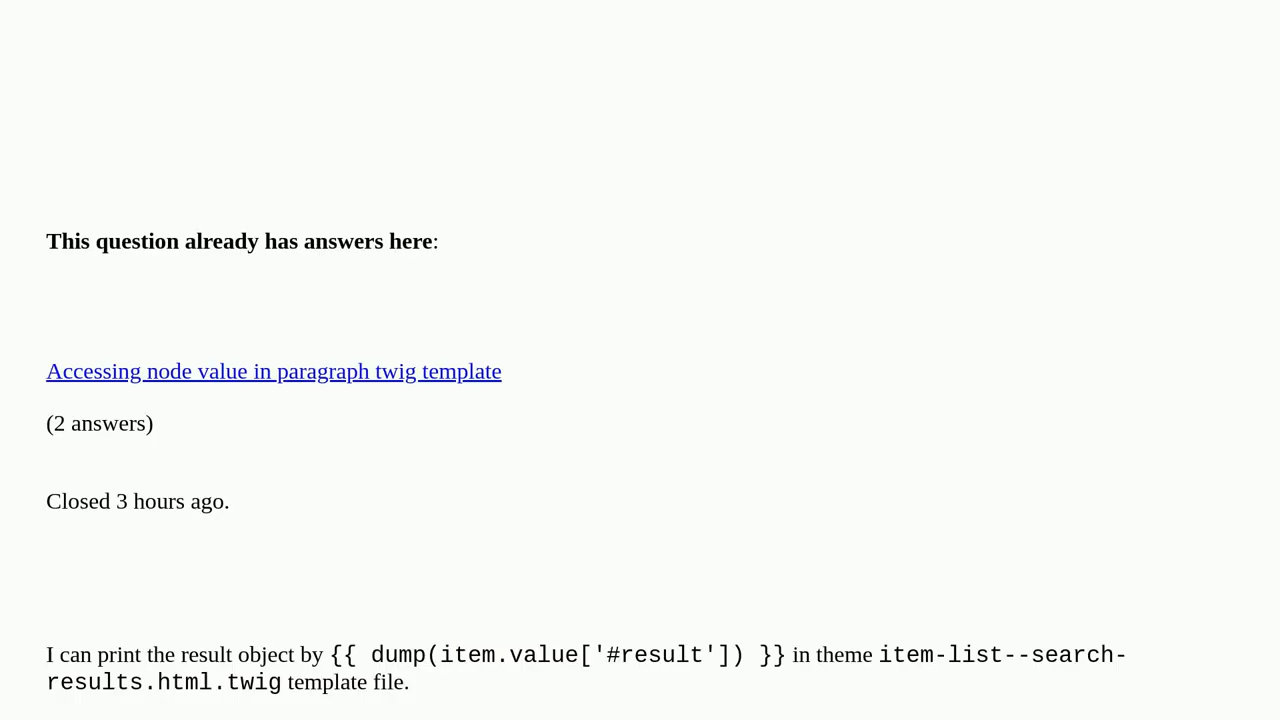 This question already has answers here:
Accessing node value in paragraph twig template
(2 answers)
Closed 3 hours ago.
I can print the result object by {{ dump(item.value['#result']) }} in theme item-list--search-
results.html.twig template file.